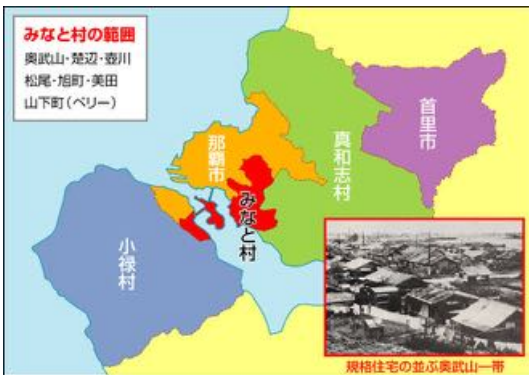 みなと村の範囲
奥武山・楚辺・壺川
松尾・旭町・美田
山下町(ペリー)
首里市
真和志村
那覇市
みなと村
小禄村
規格住宅の並ぶ奥武山一帯